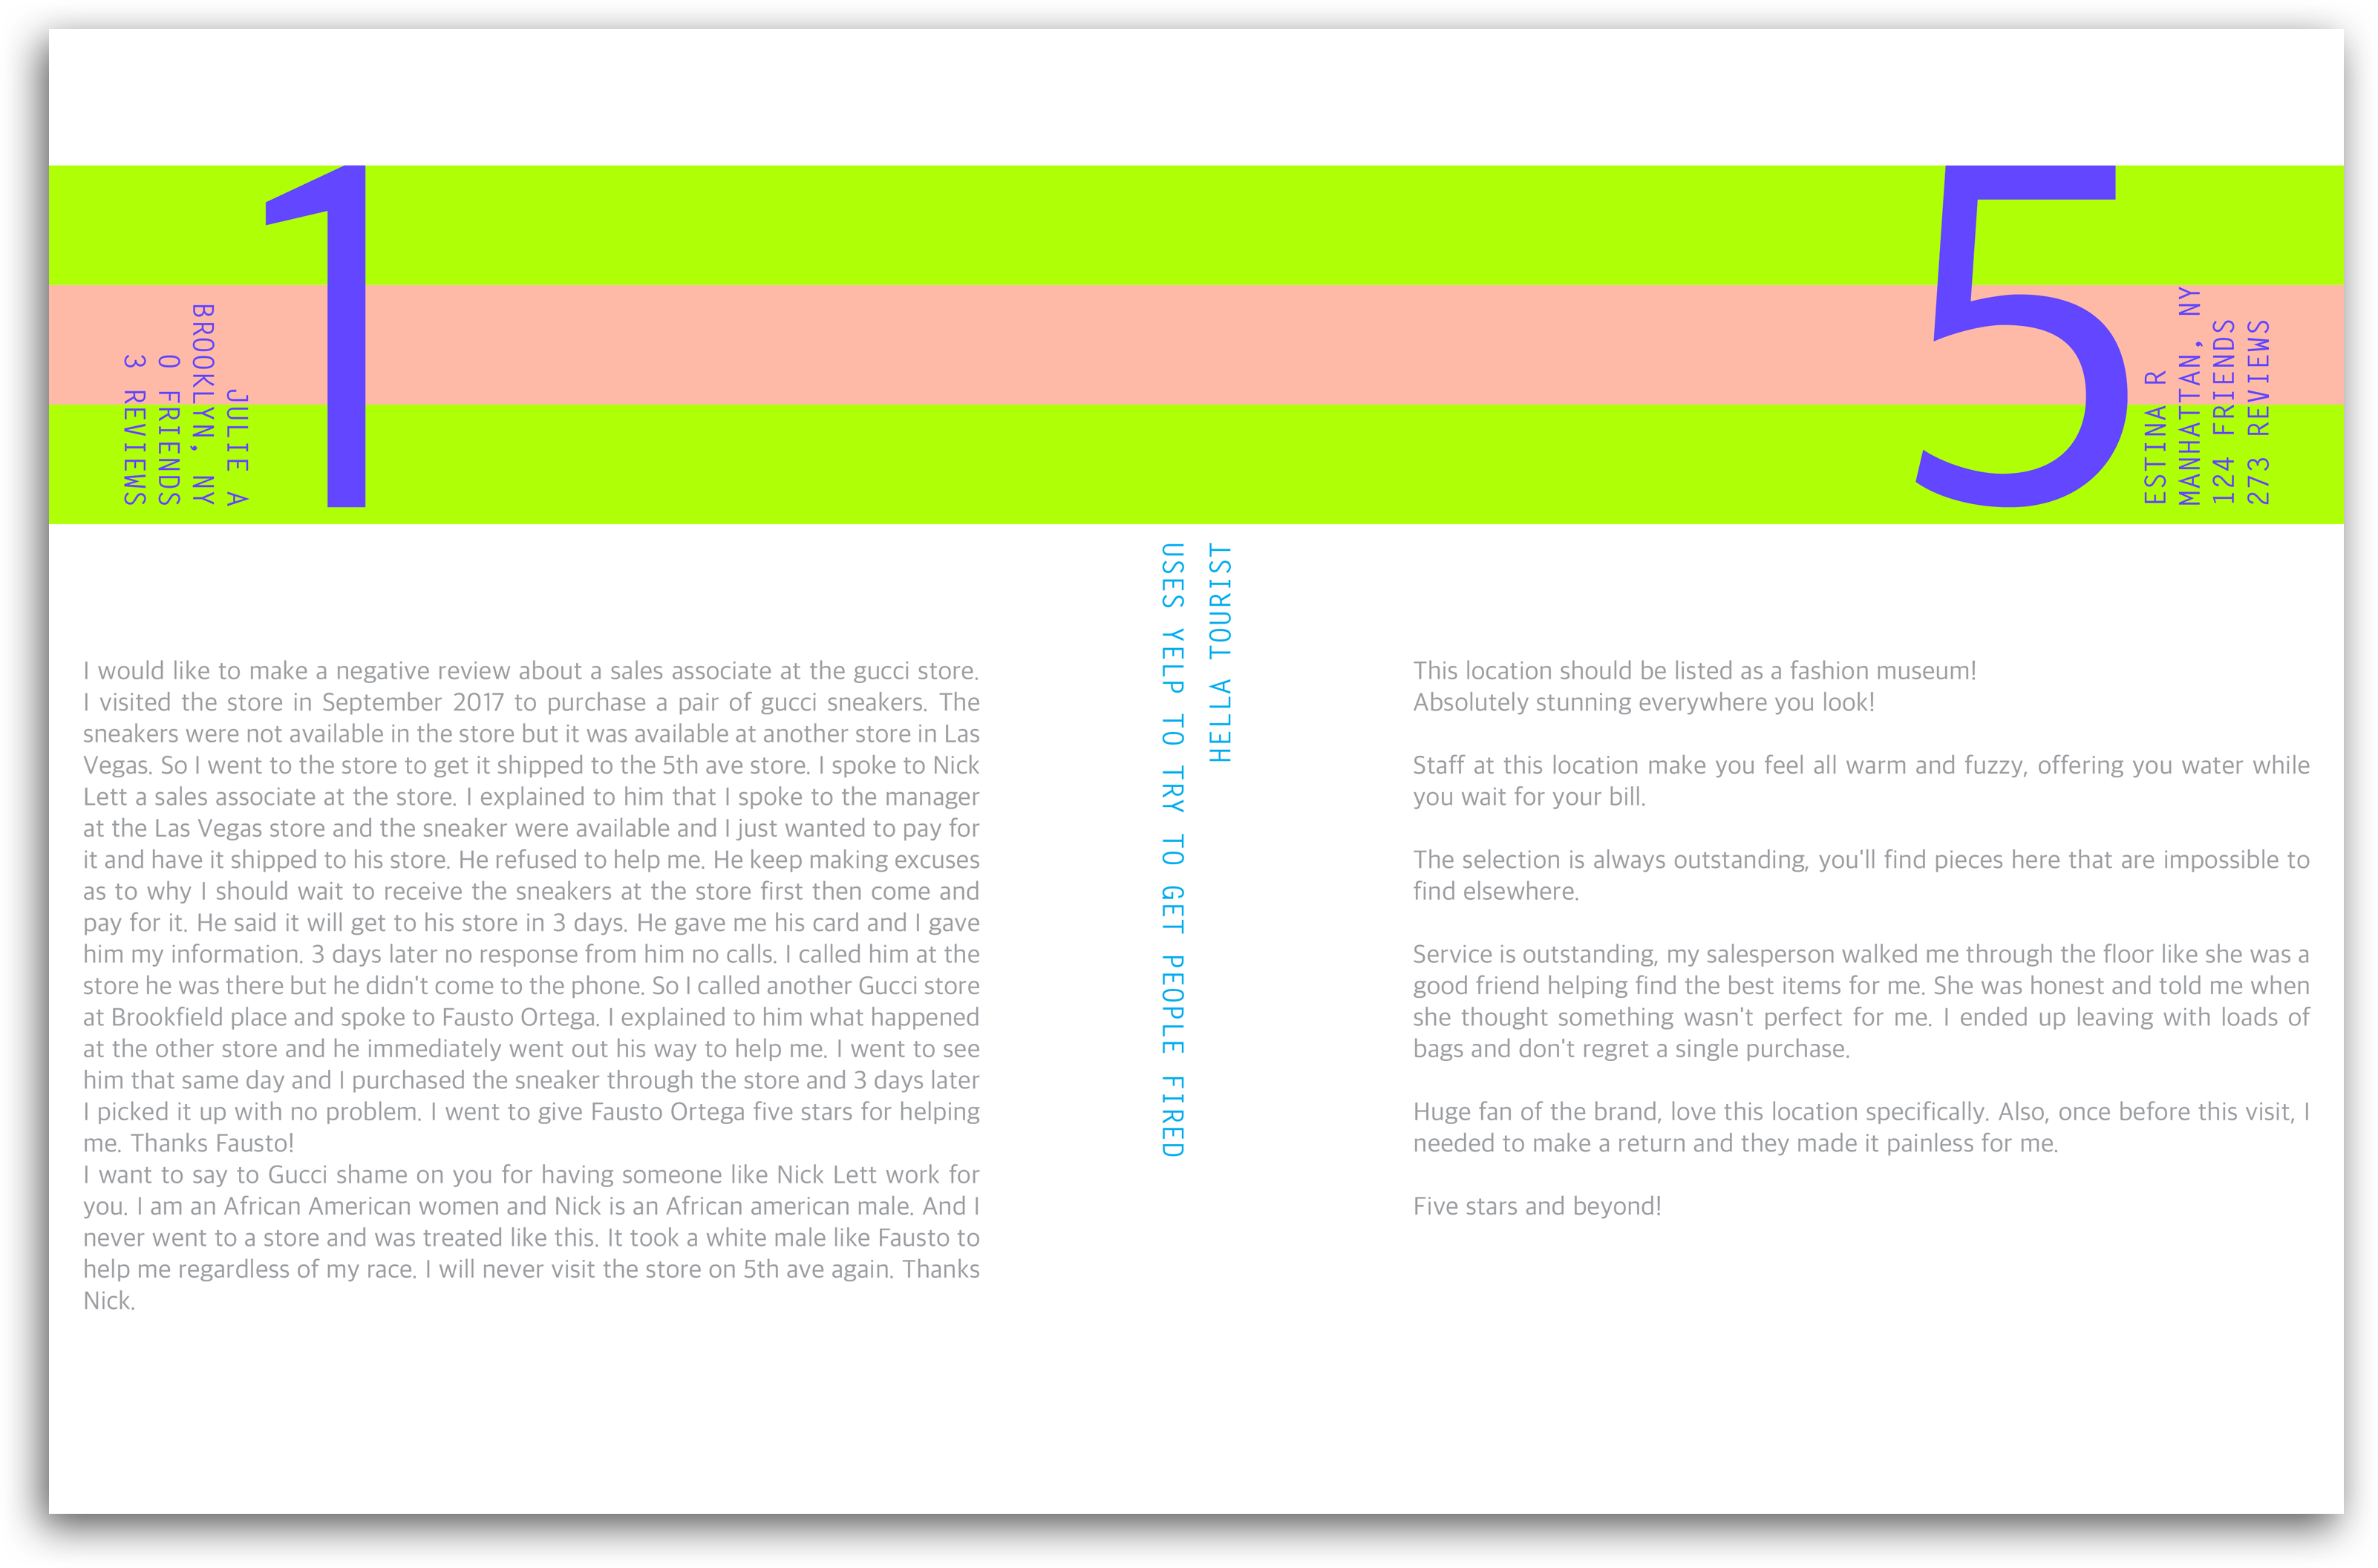 1
JULIE A
BROOKLYN, NY
0 FRIENDS
3 REVIEWS
I would like to make a negative review about a sales associate at the gucci store.
I visited the store in September 2017 to purchase a pair of gucci sneakers. The
sneakers were not available in the store but it was available at another store in Las
Vegas. So I went to the store to get it shipped to the 5th ave store. I spoke to Nick
Lett a sales associate at the store. I explained to him that I spoke to the manager
at the Las Vegas store and the sneaker were available and I just wanted to pay for
it and have it shipped to his store. He refused to help me. He keep making excuses
as to why I should wait to receive the sneakers at the store first then come and
pay for it. He said it will get to his store in 3 days. He gave me his card and I gave
him my information. 3 days later no response from him no calls. I called him at the
store he was there but he didn't come to the phone. So I called another Gucci store
at Brookfield place and spoke to Fausto Ortega. I explained to him what happened
at the other store and he immediately went out his way to help me. I went to see
him that same day and I purchased the sneaker through the store and 3 days later
I picked it up with no problem. I went to give Fausto Ortega five stars for helping
me. Thanks Fausto!
I want to say to Gucci shame on you for having someone like Nick Lett work for
you. I am an African American women and Nick is an African american male. And I
never went to a store and was treated like this. It took a white male like Fausto to
help me regardless of my race. I will never visit the store on 5th ave again. Thanks
Nick.
USES YELP TO TRY TO GET PEOPLE FIRED
HELLA TOURIST
5
ESTINA R
MANHATTAN, NY
124 FRIENDS
273 REVIEWS
This location should be listed as a fashion museum!
Absolutely stunning everywhere you look!
Staff at this location make you feel all warm and fuzzy, offering you water while
you wait for your bill.
The selection is always outstanding, you'll find pieces here that are impossible to
find elsewhere.
Service is outstanding, my salesperson walked me through the floor like she was a
good friend helping find the best items for me. She was honest and told me when
she thought something wasn't perfect for me. I ended up leaving with loads of
bags and don't regret a single purchase.
Huge fan of the brand, love this location specifically. Also, once before this visit, I
needed to make a return and they made it painless for me.
Five stars and beyond!